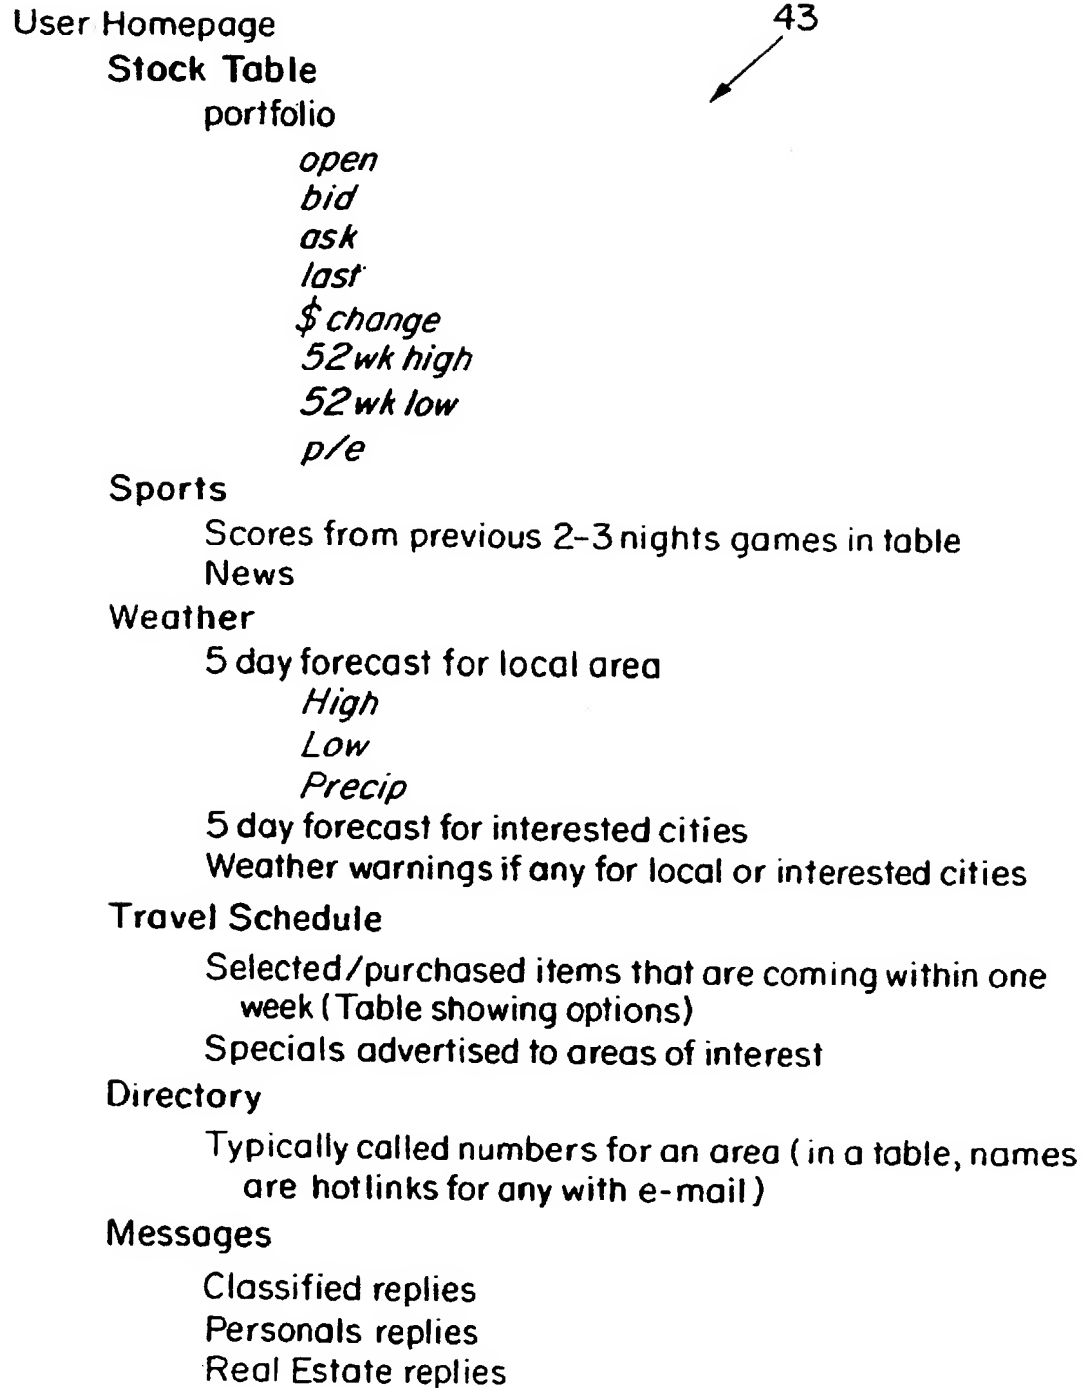 User Homepage
43
Stock Table
portfolio
open
bid
ask
last
$ change
52 wk high
52 wk low
p/e
Sports
Scores from previous 2-3 nights games in table
News
Weather
5 day forecast for local area
High
Low
Precip
5 day forecast for interested cities
Weather warnings if any for local or interested cities
Travel Schedule
Selected/purchased items that are coming within one
week (Table showing options)
Specials advertised to areas of interest
Directory
Typically called numbers for an area (in a table, names
are hotlinks for any with e-mail)
Messages
Classified replies
Personals replies
Real Estate replies